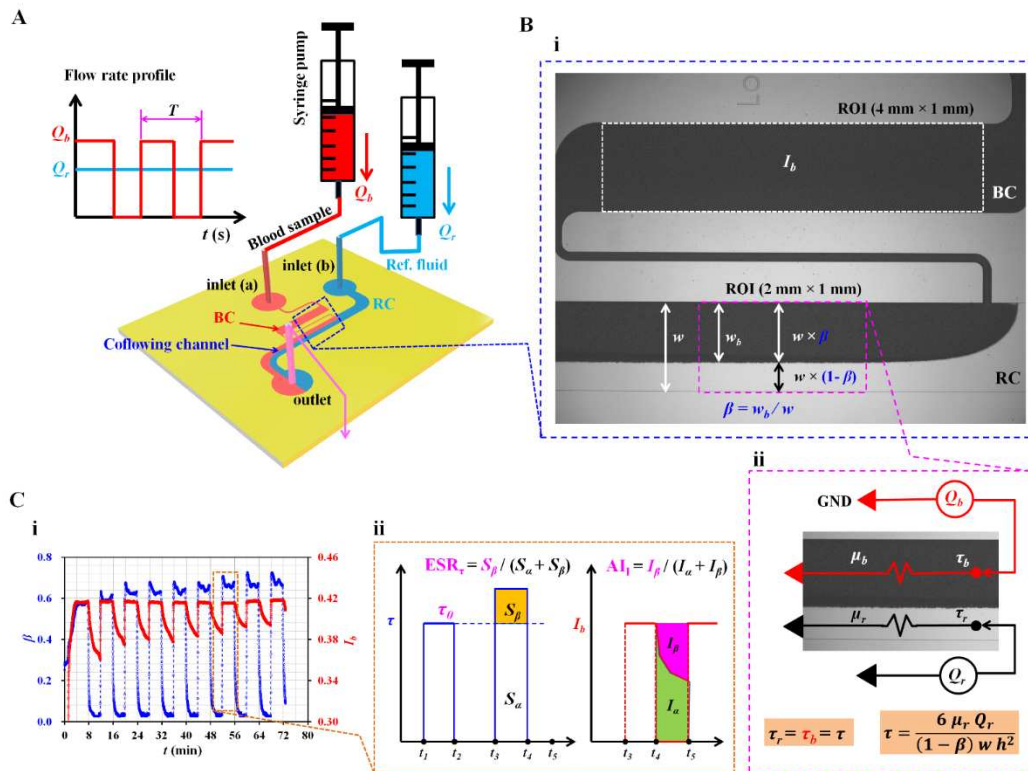 A
Flow rate profile
T
Q_b
Q_r
t (s)
Syringe pump
Q_b
Q_r
Blood sample
Ref. fluid
inlet (a)
inlet (b)
RC
BC
Coflowing channel
outlet
B
i
LO
ROI (4 mm × 1 mm)
I_b
BC
ROI (2 mm × 1 mm)
w
w_b
w × β
w × (1- β)
RC
β = w_b / w
ii
GND
Q_b
μ_b
τ_b
μ_r
τ_r
Q_r
τ_r = τ_b = τ
τ = 6 μ_r Q_r / (1 − β) w h²
C
i
0.8
0.6
0.4
0.2
0.0
β
0.46
0.42
0.38
0.34
0.30
I_b
0 8 16 24 32 40 48 56 64 72 80
t (min)
ii
ESR_τ = S_β / (S_α + S_β)
τ_0
τ
S_β
S_α
t_1 t_2 t_3 t_4 t_5
AI_I = I_β / (I_α + I_β)
I_b
I_β
I_α
t_3 t_4 t_5